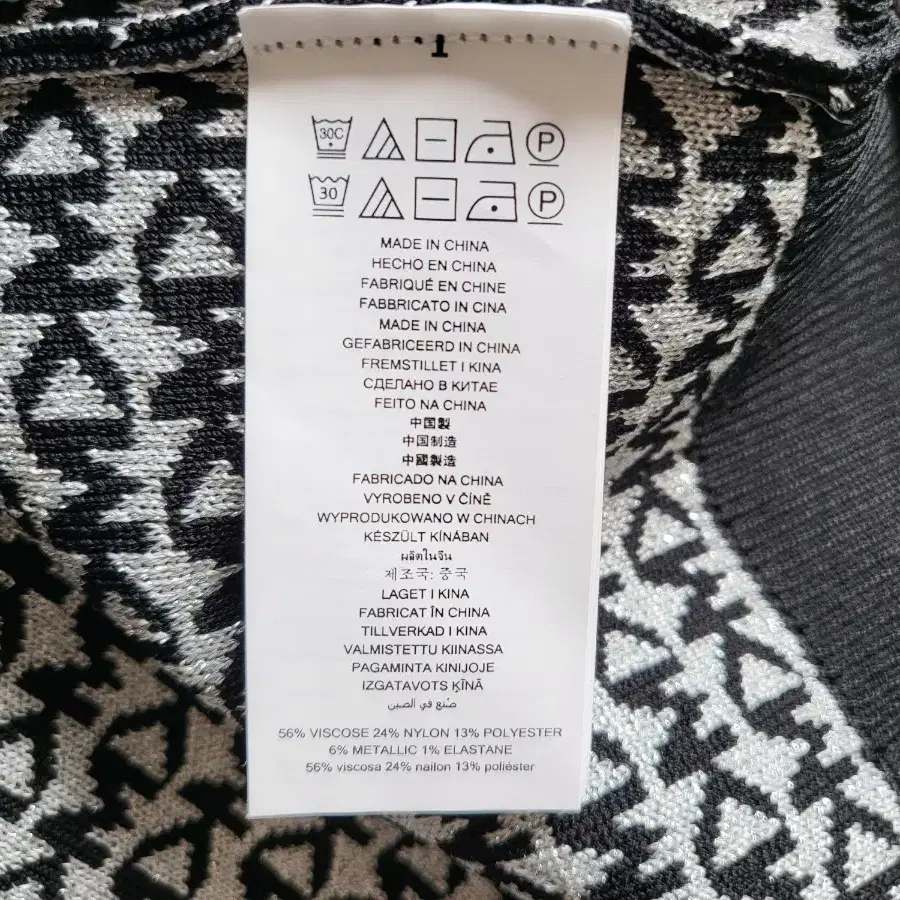 1
30C P
30 P
MADE IN CHINA
HECHO EN CHINA
FABRIQUÉ EN CHINE
FABBRICATO IN CINA
MADE IN CHINA
GEFABRICEERD IN CHINA
FREMSTILLET I KINA
СДЕЛАНО В КИТАЕ
FEITO NA CHINA
中国製
中国制造
中國製造
FABRICADO NA CHINA
VYROBENO V ČÍNĚ
WYPRODUKOWANO W CHINACH
KÉSZÜLT KÍNÁBAN
ผลิตในจีน
제조국: 중국
LAGET I KINA
FABRICAT ÎN CHINA
TILLVERKAD I KINA
VALMISTETTU KIINASSA
PAGAMINTA KINIJOJE
IZGATAVOTS ĶĪNĀ
صُنع في الصين
56% VISCOSE 24% NYLON 13% POLYESTER
6% METALLIC 1% ELASTANE
56% viscosa 24% nailon 13% poliéster